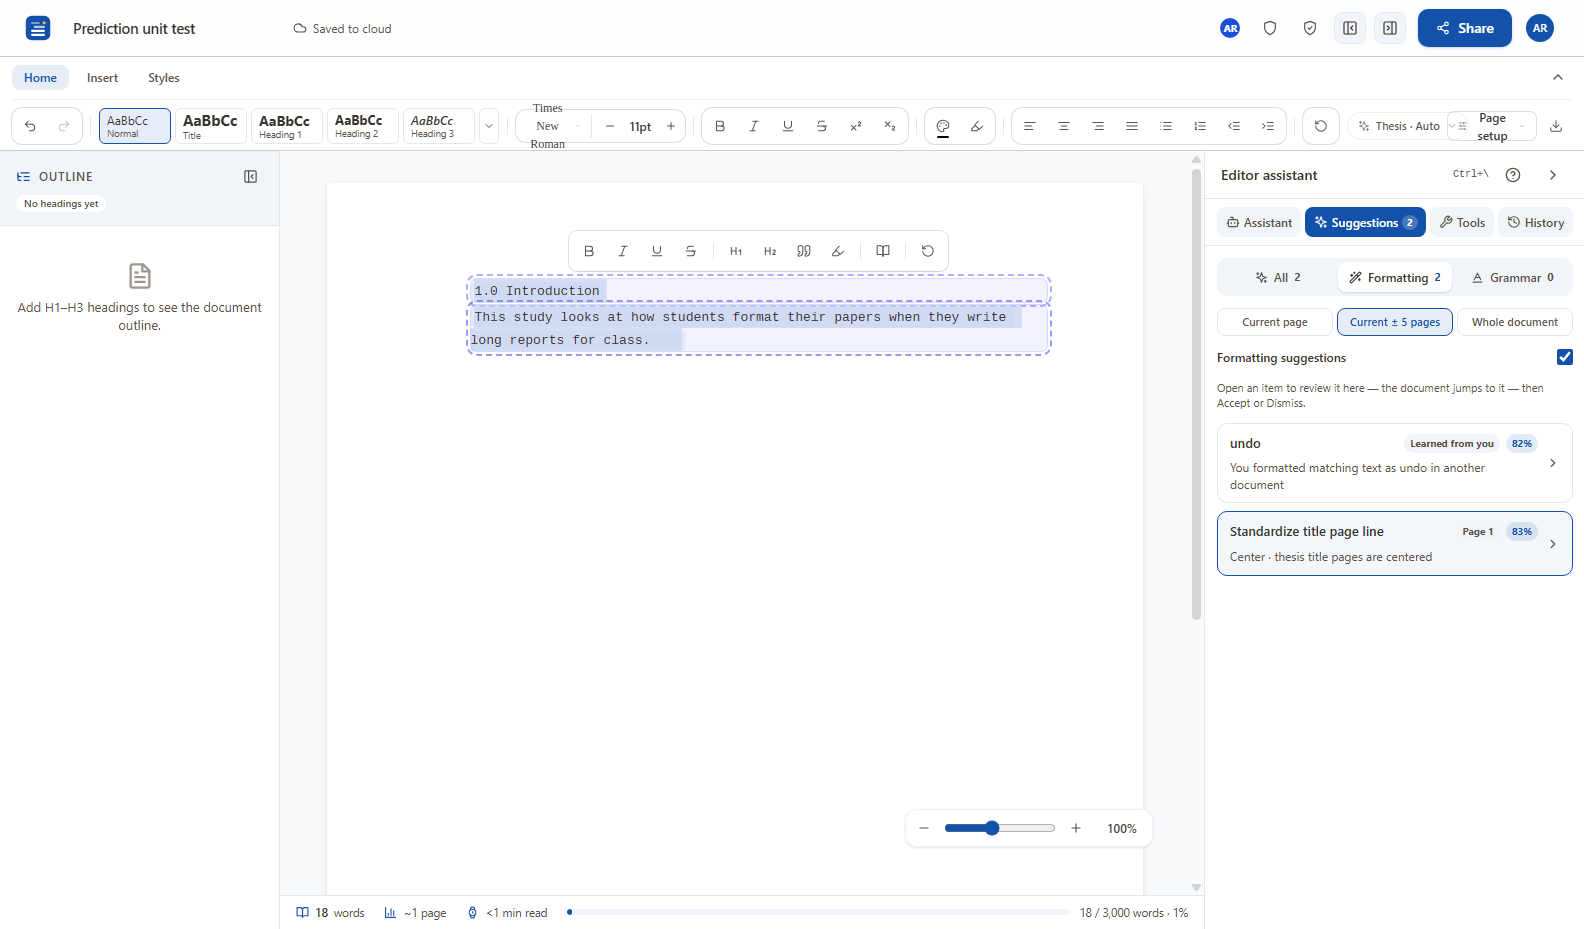 Prediction unit test
Saved to cloud
AR
Share
AR
Home
Insert
Styles
AaBbCc
Normal
AaBbCc
Title
AaBbCc
Heading 1
AaBbCc
Heading 2
AaBbCc
Heading 3
Times
New
Roman
11pt
B
I
U
S
x²
x₂
Thesis · Auto
Page
setup
OUTLINE
No headings yet
Add H1–H3 headings to see the document
outline.
B
I
U
S
H1
H2
1.0 Introduction
This study looks at how students format their papers when they write
long reports for class.
100%
18 words
~1 page
<1 min read
18 / 3,000 words · 1%
Editor assistant
Ctrl+\
Assistant
Suggestions 2
Tools
History
All 2
Formatting 2
Grammar 0
Current page
Current ± 5 pages
Whole document
Formatting suggestions
Open an item to review it here — the document jumps to it — then
Accept or Dismiss.
undo
Learned from you
82%
You formatted matching text as undo in another
document
Standardize title page line
Page 1
83%
Center · thesis title pages are centered